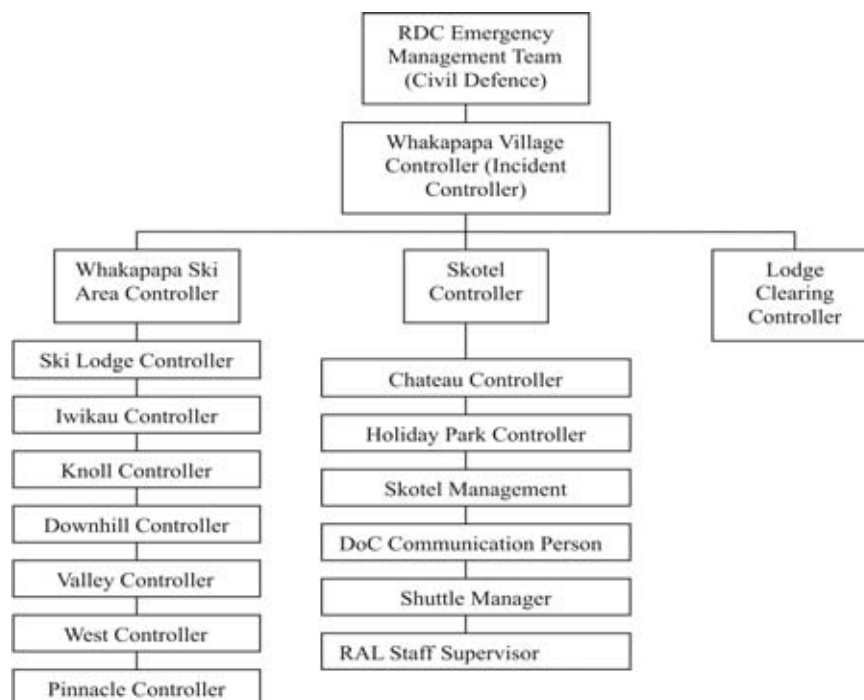 RDC Emergency
Management Team
(Civil Defence)
Whakapapa Village
Controller (Incident
Controller)
Whakapapa Ski
Area Controller
Ski Lodge Controller
Iwikau Controller
Knoll Controller
Downhill Controller
Valley Controller
West Controller
Pinnacle Controller
Skotel
Controller
Chateau Controller
Holiday Park Controller
Skotel Management
DoC Communication Person
Shuttle Manager
RAL Staff Supervisor
Lodge
Clearing
Controller